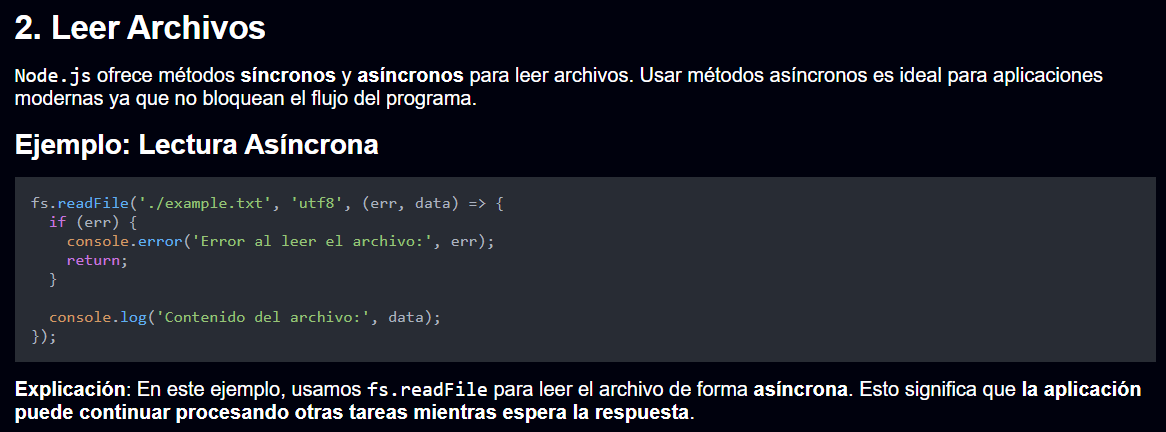 2. Leer Archivos
Node.js ofrece métodos síncronos y asíncronos para leer archivos. Usar métodos asíncronos es ideal para aplicaciones
modernas ya que no bloquean el flujo del programa.
Ejemplo: Lectura Asíncrona
fs.readFile('./example.txt', 'utf8', (err, data) => {
  if (err) {
    console.error('Error al leer el archivo:', err);
    return;
  }
  console.log('Contenido del archivo:', data);
});
Explicación: En este ejemplo, usamos fs.readFile para leer el archivo de forma asíncrona. Esto significa que la aplicación
puede continuar procesando otras tareas mientras espera la respuesta.